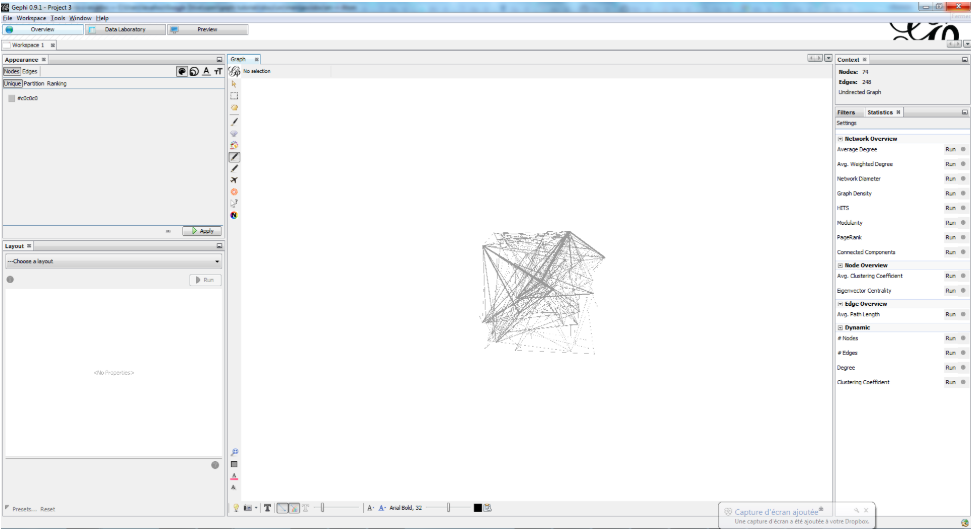 Gephi 0.9.1 - Project 3
File Workspace Tools Window Help
Overview Data Laboratory Preview
Workspace 1
Appearance
Nodes Edges
Unique Partition Ranking
#c0c0c0
Apply
Layout
---Choose a layout
Run
<No Properties>
Presets... Reset
Graph
No selection
Arial Bold, 32
Context
Nodes: 74
Edges: 248
Undirected Graph
Filters Statistics
Settings
Network Overview
Average Degree Run
Avg. Weighted Degree Run
Network Diameter Run
Graph Density Run
HITS Run
Modularity Run
PageRank Run
Connected Components Run
Node Overview
Avg. Clustering Coefficient Run
Eigenvector Centrality Run
Edge Overview
Avg. Path Length Run
Dynamic
# Nodes Run
# Edges Run
Degree Run
Clustering Coefficient Run
Capture d'écran ajoutée
Une capture d'écran a été ajoutée à votre Dropbox.